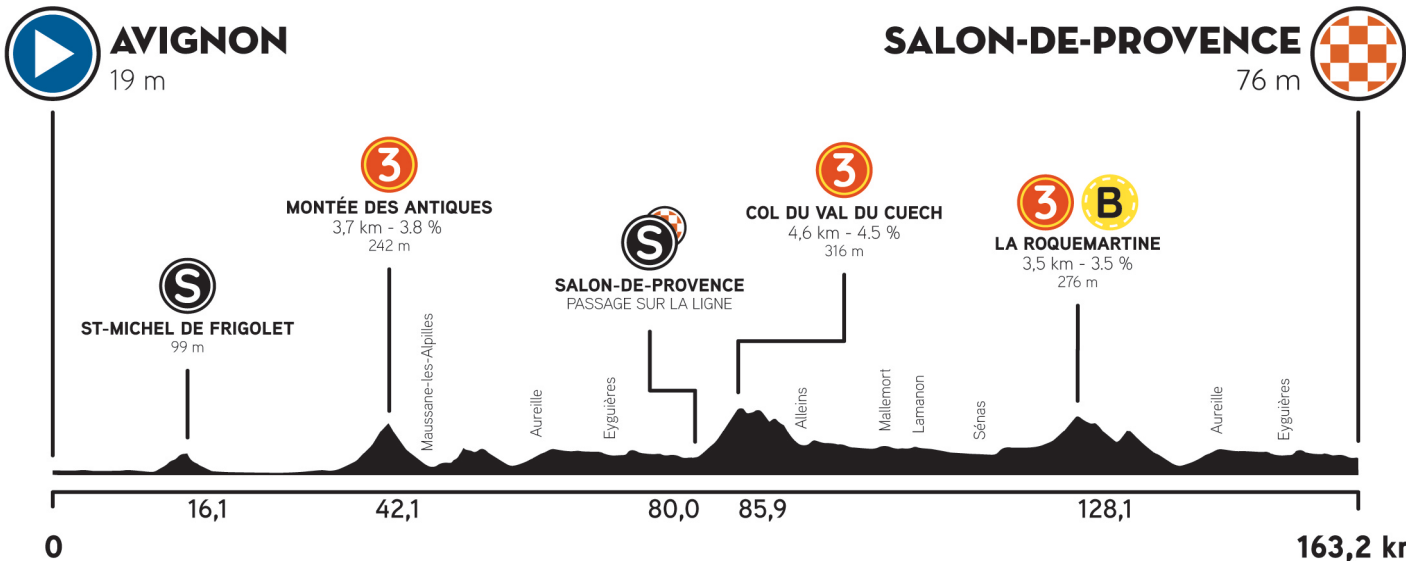 AVIGNON
19 m
SALON-DE-PROVENCE
76 m
3
MONTÉE DES ANTIQUES
3,7 km - 3.8 %
242 m
3
COL DU VAL DU CUECH
4,6 km - 4.5 %
316 m
3 B
LA ROQUEMARTINE
3,5 km - 3.5 %
276 m
S
SALON-DE-PROVENCE
PASSAGE SUR LA LIGNE
S
ST-MICHEL DE FRIGOLET
99 m
Maussane-les-Alpilles
Aureille
Eyguières
Alleins
Mallemort
Lamanon
Sénas
Aureille
Eyguières
16,1
42,1
80,0
85,9
128,1
0
163,2 km